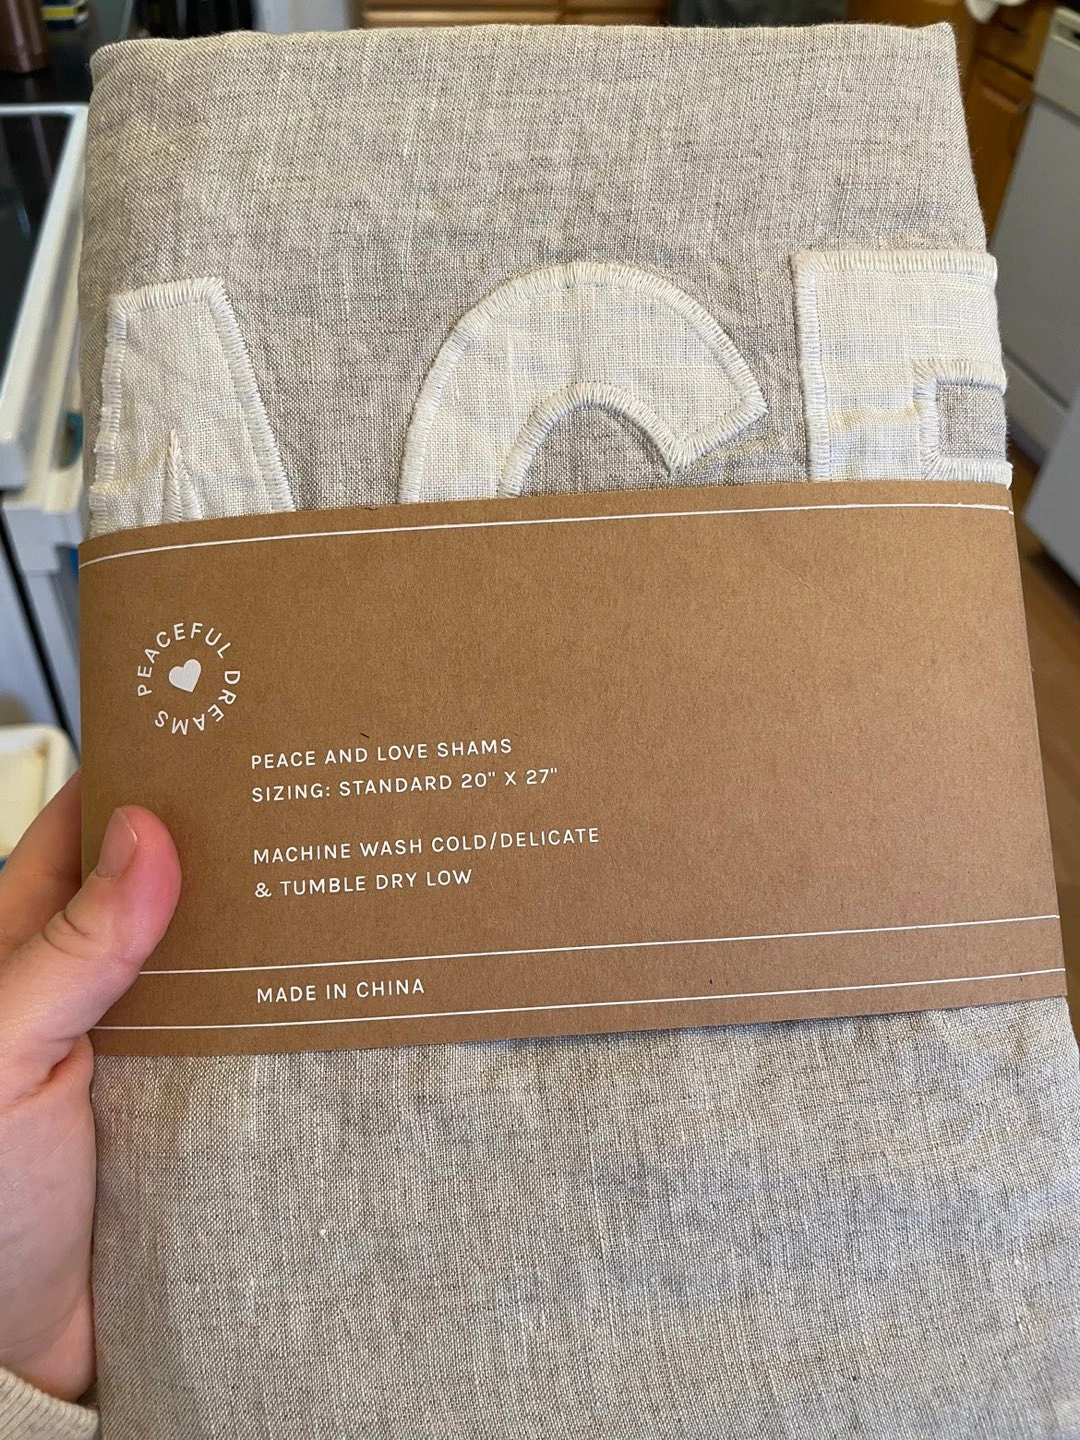 ACE
PEACEFUL DREAMS
PEACE AND LOVE SHAMS
SIZING: STANDARD 20" X 27"
MACHINE WASH COLD/DELICATE
& TUMBLE DRY LOW
MADE IN CHINA